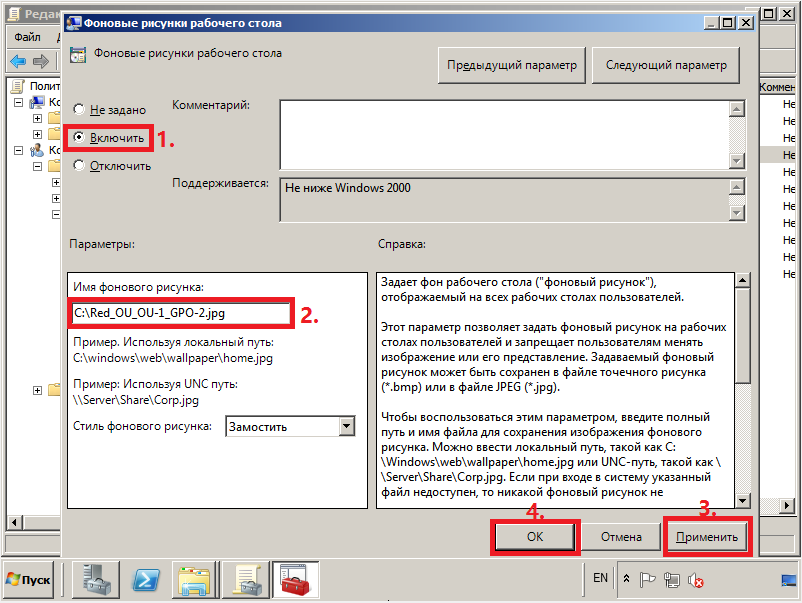 Редак
Фоновые рисунки рабочего стола
Файл
Фоновые рисунки рабочего стола
Предыдущий параметр
Следующий параметр
Полит
Коммен
Не задано
Комментарий:
Не
Включить
1.
Не
Отключить
Не
Поддерживается:
Не ниже Windows 2000
Не
Не
Не
Не
Параметры:
Справка:
Не
Не
Не
Имя фонового рисунка:
C:\Red_OU_OU-1_GPO-2.jpg
2.
Пример. Используя локальный путь:
C:\windows\web\wallpaper\home.jpg
Пример: Используя UNC путь:
\\Server\Share\Corp.jpg
Стиль фонового рисунка:
Замостить
Задает фон рабочего стола ("фоновый рисунок"),
отображаемый на всех рабочих столах пользователей.
Этот параметр позволяет задать фоновый рисунок на рабочих
столах пользователей и запрещает пользователям менять
изображение или его представление. Задаваемый фоновый
рисунок может быть сохранен в файле точечного рисунка
(*.bmp) или в файле JPEG (*.jpg).
Чтобы воспользоваться этим параметром, введите полный
путь и имя файла для сохранения изображения фонового
рисунка. Можно ввести локальный путь, такой как C:
\Windows\web\wallpaper\home.jpg или UNC-путь, такой как \
\Server\Share\Corp.jpg. Если при входе в систему указанный
файл недоступен, то никакой фоновый рисунок не
4.
3.
OK
Отмена
Применить
Пуск
EN